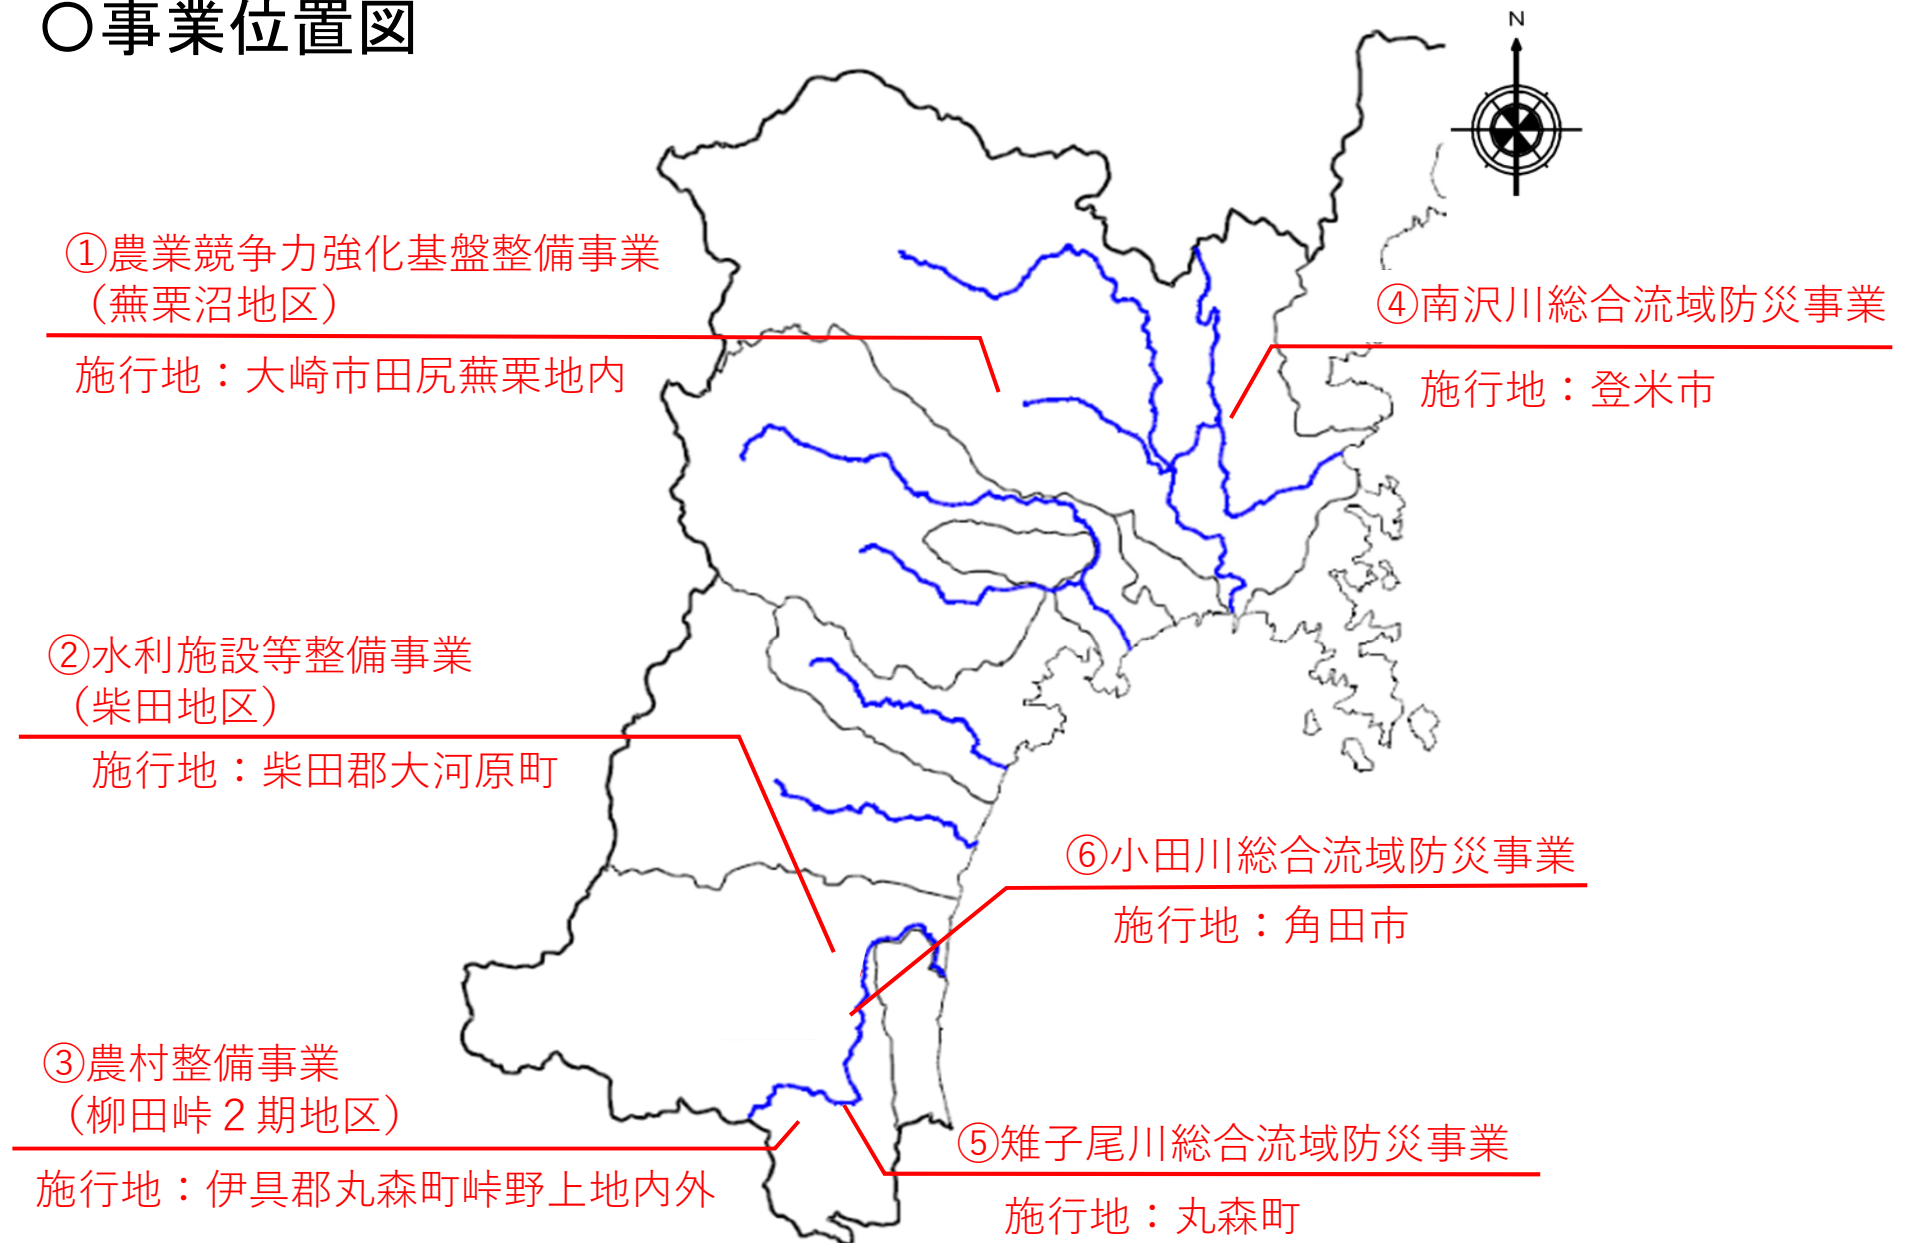 〇事業位置図
N
①農業競争力強化基盤整備事業
（蕪栗沼地区）
施行地：大崎市田尻蕪栗地内
④南沢川総合流域防災事業
施行地：登米市
②水利施設等整備事業
（柴田地区）
施行地：柴田郡大河原町
⑥小田川総合流域防災事業
施行地：角田市
③農村整備事業
（柳田峠２期地区）
施行地：伊具郡丸森町峠野上地内外
⑤雉子尾川総合流域防災事業
施行地：丸森町